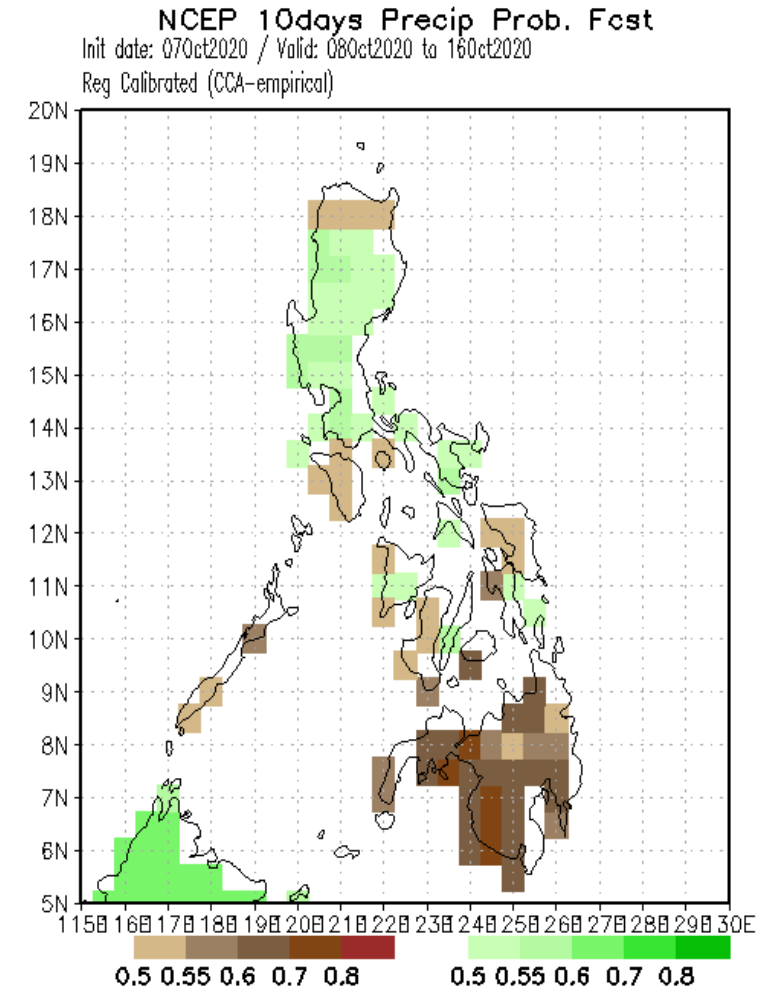 NCEP 10days Precip Prob. Fcst
Init date: 07Oct2020 / Valid: 08Oct2020 to 16Oct2020
Reg Calibrated (CCA-empirical)
20N
19N
18N
17N
16N
15N
14N
13N
12N
11N
10N
9N
8N
7N
6N
5N
115E 116E 117E 118E 119E 120E 121E 122E 123E 124E 125E 126E 127E 128E 129E 130E
0.5 0.55 0.6 0.7 0.8 0.5 0.55 0.6 0.7 0.8